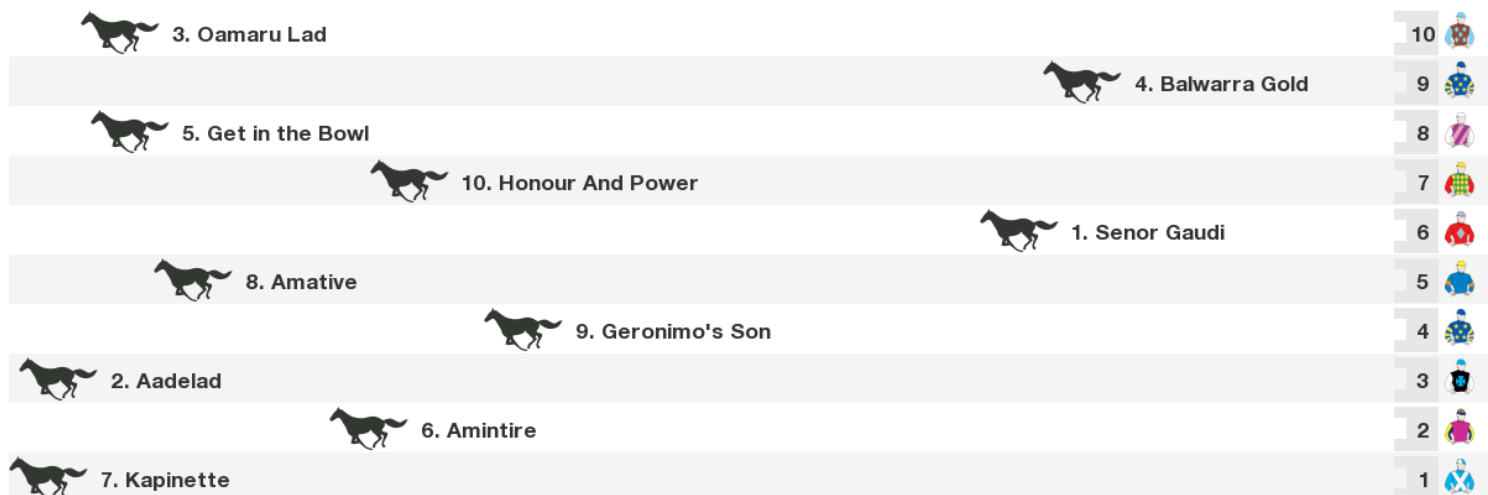 3. Oamaru Lad 10
4. Balwarra Gold 9
5. Get in the Bowl 8
10. Honour And Power 7
1. Senor Gaudi 6
8. Amative 5
9. Geronimo's Son 4
2. Aadelad 3
6. Amintire 2
7. Kapinette 1